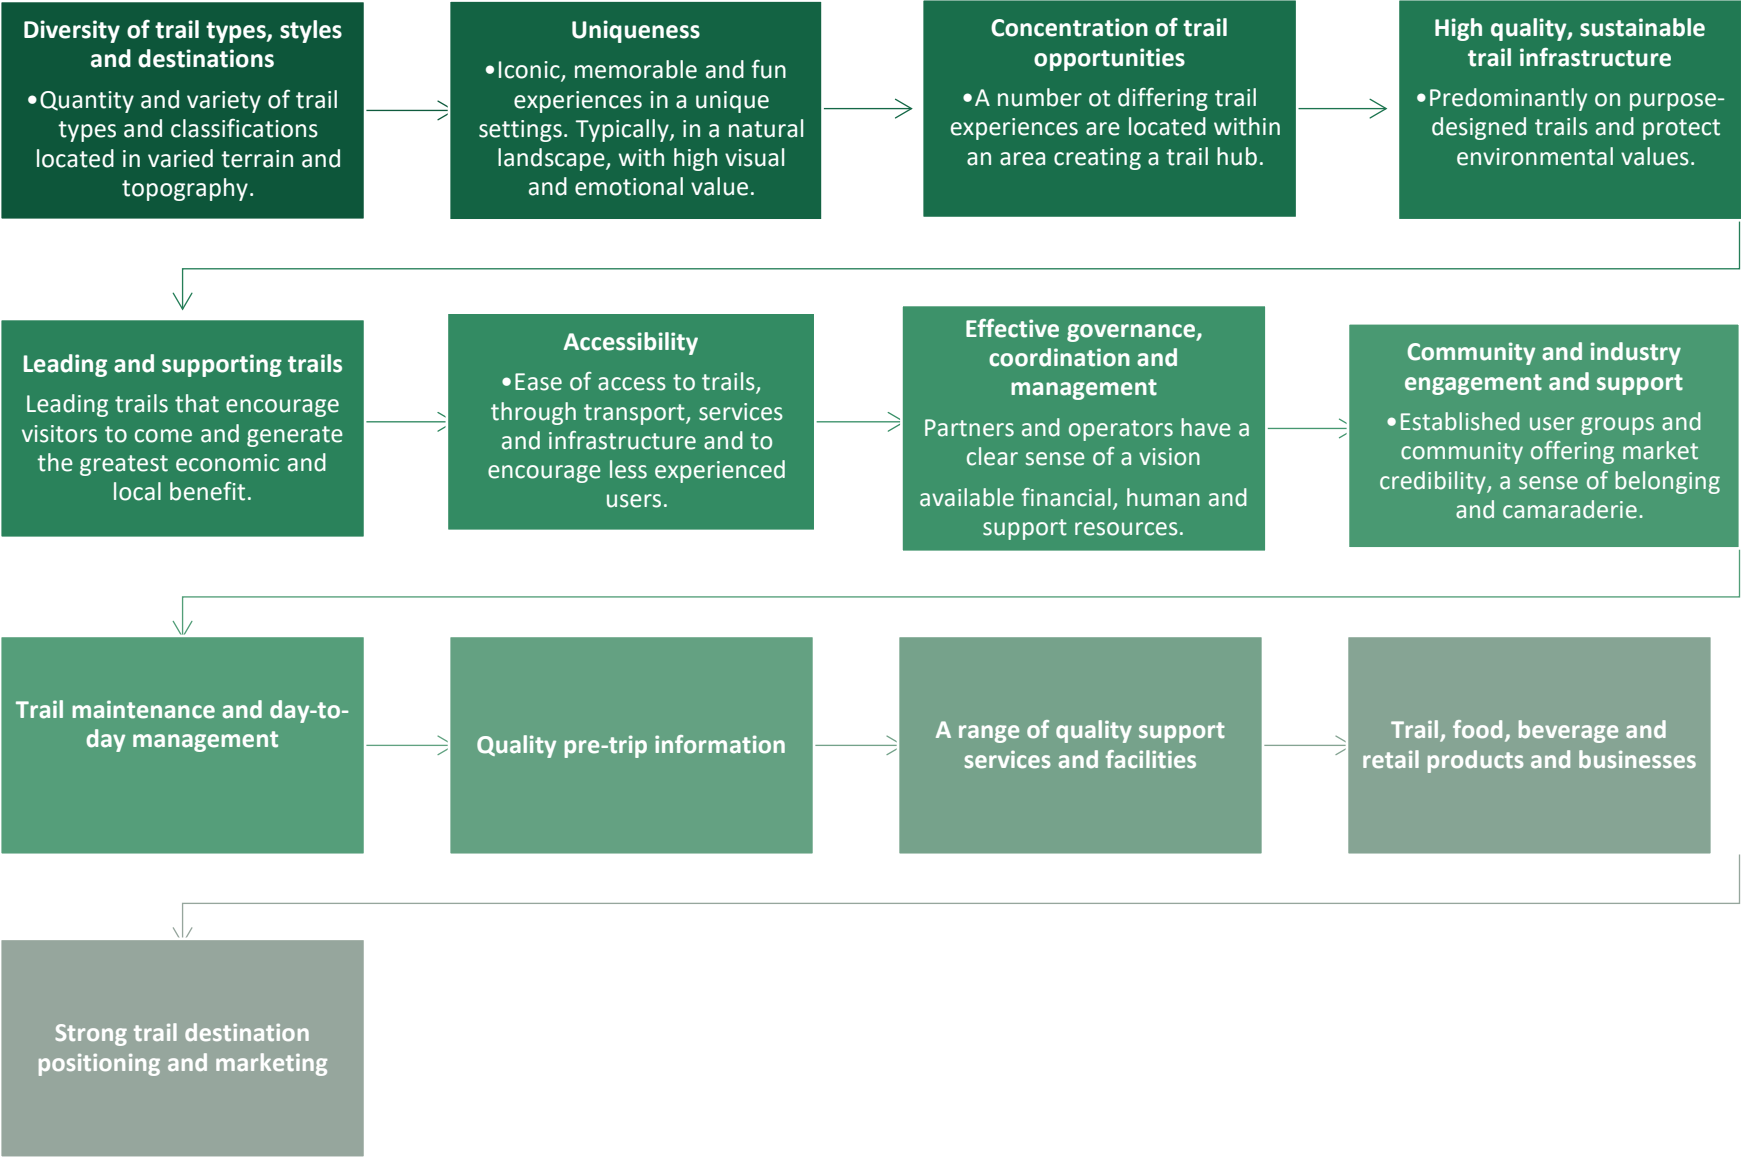 Diversity of trail types, styles
and destinations
•Quantity and variety of trail
types and classifications
located in varied terrain and
topography.
Uniqueness
•Iconic, memorable and fun
experiences in a unique
settings. Typically, in a natural
landscape, with high visual
and emotional value.
Concentration of trail
opportunities
•A number ot differing trail
experiences are located within
an area creating a trail hub.
High quality, sustainable
trail infrastructure
•Predominantly on purpose-
designed trails and protect
environmental values.
Leading and supporting trails
Leading trails that encourage
visitors to come and generate
the greatest economic and
local benefit.
Accessibility
•Ease of access to trails,
through transport, services
and infrastructure and to
encourage less experienced
users.
Effective governance,
coordination and
management
Partners and operators have a
clear sense of a vision
available financial, human and
support resources.
Community and industry
engagement and support
•Established user groups and
community offering market
credibility, a sense of belonging
and camaraderie.
Trail maintenance and day-to-
day management
Quality pre-trip information
A range of quality support
services and facilities
Trail, food, beverage and
retail products and businesses
Strong trail destination
positioning and marketing